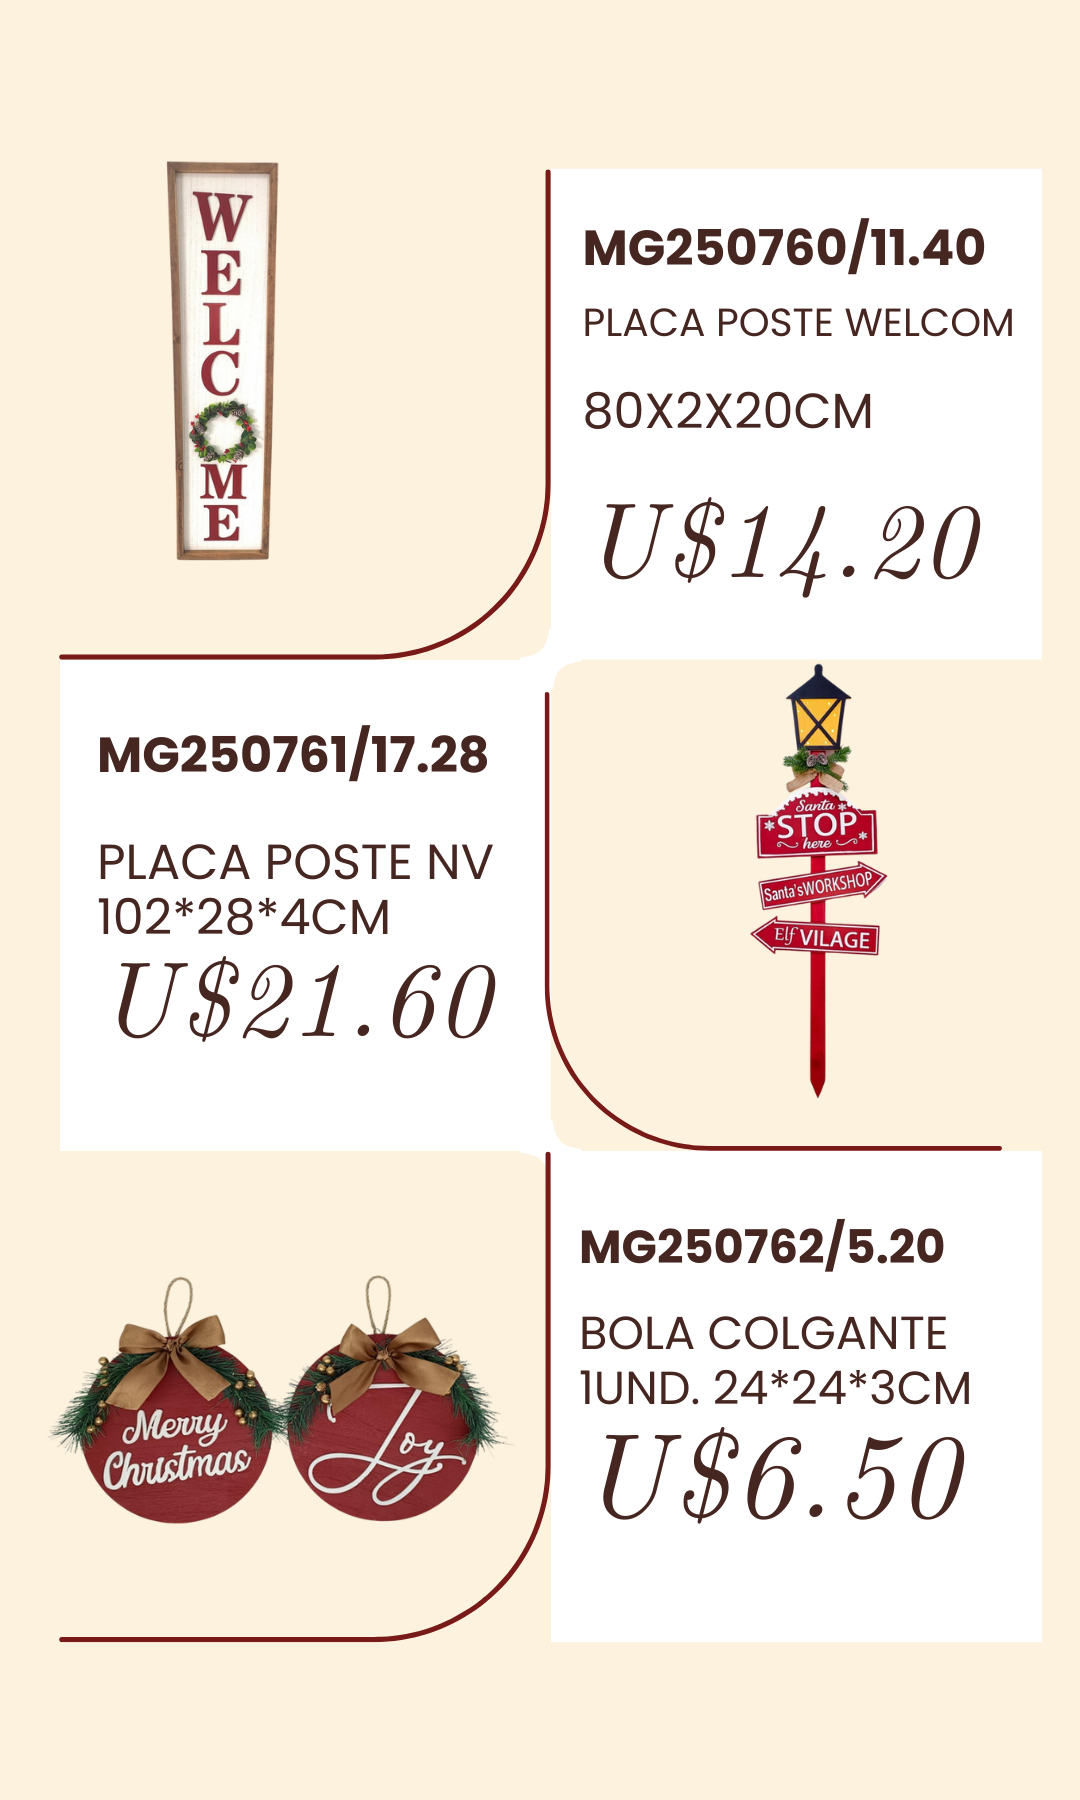 W
E
L
C
M
E
MG250760/11.40
PLACA POSTE WELCOM
80X2X20CM
U$14.20
MG250761/17.28
PLACA POSTE NV
102*28*4CM
U$21.60
Santa
STOP
here
Santa'sWORKSHOP
Elf VILAGE
Merry
Christmas
Joy
MG250762/5.20
BOLA COLGANTE
1UND. 24*24*3CM
U$6.50